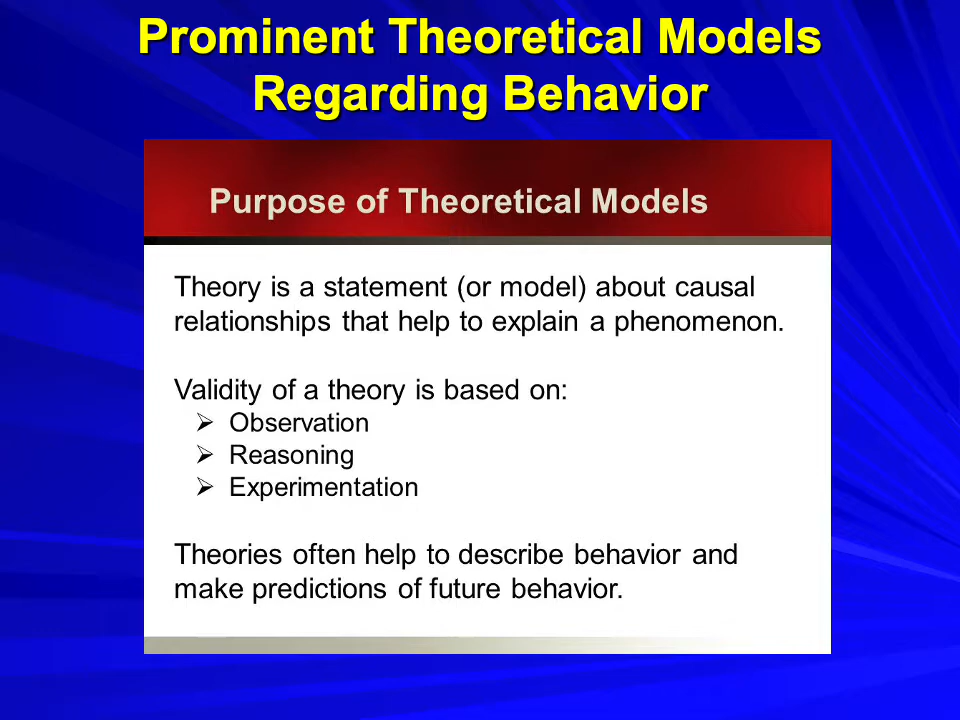 Prominent Theoretical Models
Regarding Behavior
Purpose of Theoretical Models
Theory is a statement (or model) about causal
relationships that help to explain a phenomenon.
Validity of a theory is based on:
➢ Observation
➢ Reasoning
➢ Experimentation
Theories often help to describe behavior and
make predictions of future behavior.